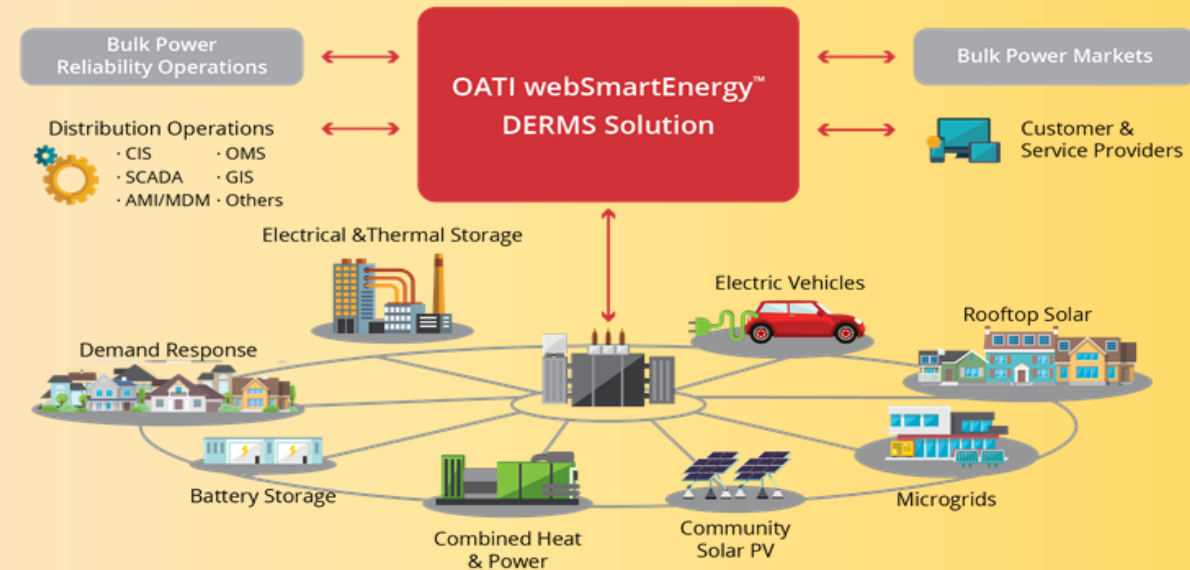 Bulk Power
Reliability Operations
OATI webSmartEnergy™
DERMS Solution
Bulk Power Markets
Distribution Operations
· CIS · OMS
· SCADA · GIS
· AMI/MDM · Others
Customer &
Service Providers
Electrical &Thermal Storage
Electric Vehicles
Rooftop Solar
Demand Response
Battery Storage
Microgrids
Combined Heat
& Power
Community
Solar PV